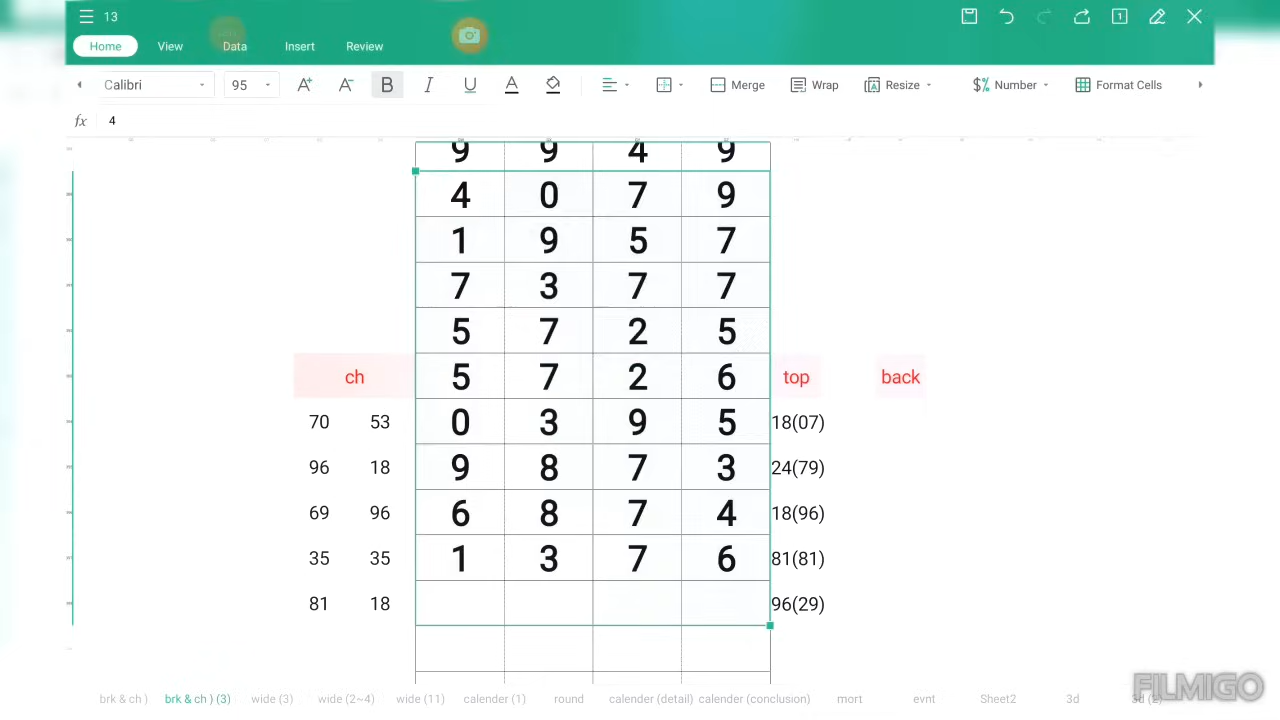 13
Home View Data Insert Review
Calibri 95 A+ A- B I U A Merge Wrap Resize $% Number Format Cells
fx 4
9 9 4 9
4 0 7 9
1 9 5 7
7 3 7 7
5 7 2 5
ch 5 7 2 6 top back
70 53 0 3 9 5 18(07)
96 18 9 8 7 3 24(79)
69 96 6 8 7 4 18(96)
35 35 1 3 7 6 81(81)
81 18 96(29)
brk & ch ) brk & ch ) (3) wide (3) wide (2~4) wide (11) calender (1) round calender (detail) calender (conclusion) mort evnt Sheet2 3d
FILMIGO